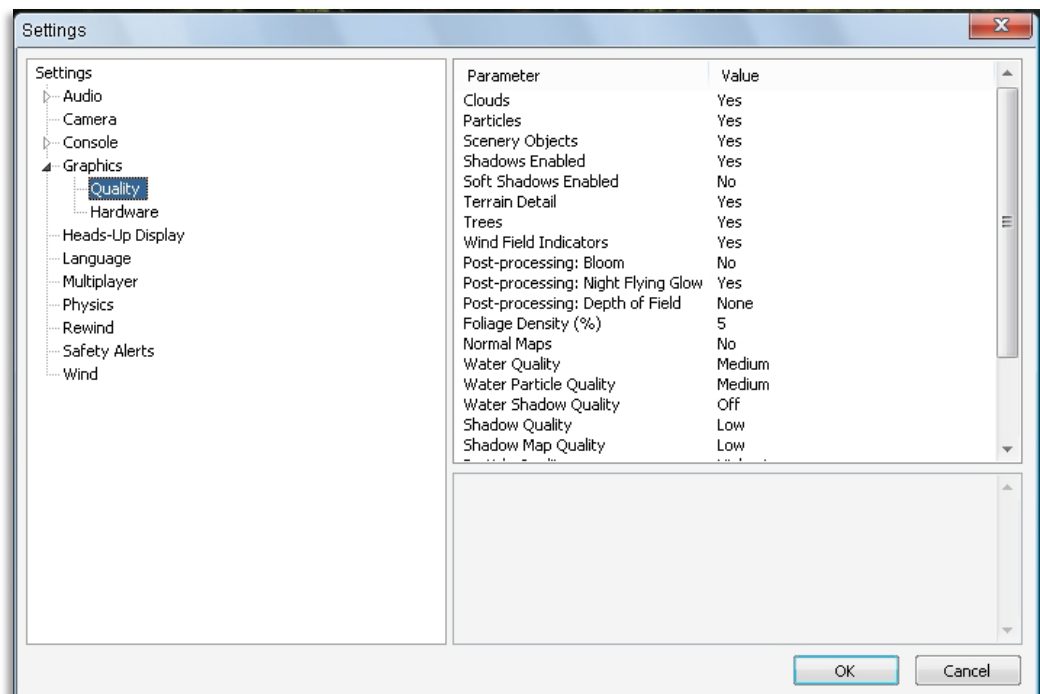 Settings
Settings
Audio
Camera
Console
Graphics
Quality
Hardware
Heads-Up Display
Language
Multiplayer
Physics
Rewind
Safety Alerts
Wind
Parameter Value
Clouds Yes
Particles Yes
Scenery Objects Yes
Shadows Enabled Yes
Soft Shadows Enabled No
Terrain Detail Yes
Trees Yes
Wind Field Indicators Yes
Post-processing: Bloom No
Post-processing: Night Flying Glow Yes
Post-processing: Depth of Field None
Foliage Density (%) 5
Normal Maps No
Water Quality Medium
Water Particle Quality Medium
Water Shadow Quality Off
Shadow Quality Low
Shadow Map Quality Low
OK Cancel